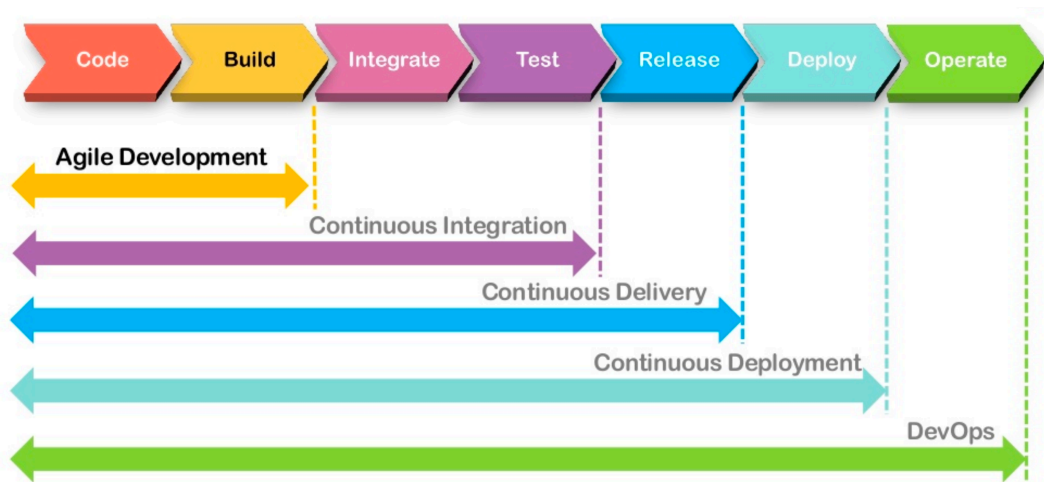 Code
Build
Integrate
Test
Release
Deploy
Operate
Agile Development
Continuous Integration
Continuous Delivery
Continuous Deployment
DevOps